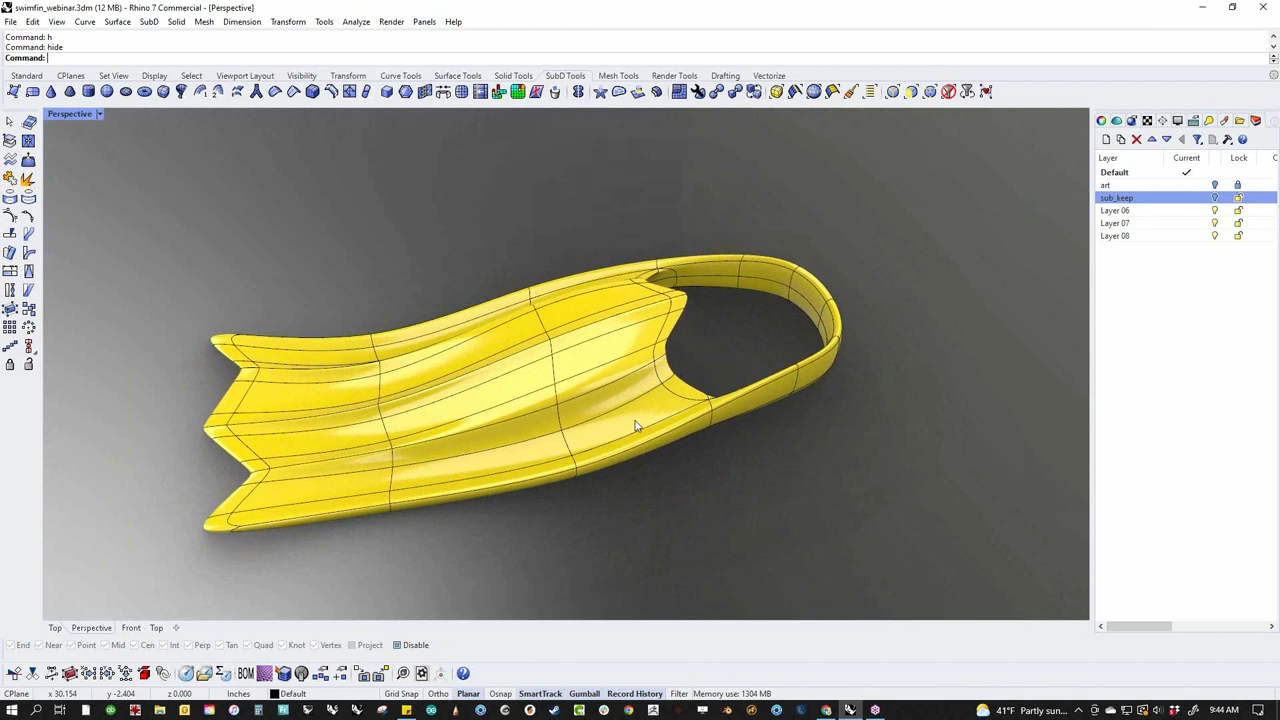 swimfin_webinar.3dm (12 MB) - Rhino 7 Commercial - [Perspective]
File Edit View Curve Surface SubD Solid Mesh Dimension Transform Tools Analyze Render Panels Help
Command: h
Command: hide
Command:
Standard CPlanes Set View Display Select Viewport Layout Visibility Transform Curve Tools Surface Tools Solid Tools SubD Tools Mesh Tools Render Tools Drafting Vectorize
Perspective
Layer Current Lock C
Default
art
sub_keep
Layer 06
Layer 07
Layer 08
Top Perspective Front Top
End Near Point Mid Cen Int Perp Tan Quad Knot Vertex Project Disable
BOM
CPlane x 30.154 y -2.404 z 0.000 Inches Default Grid Snap Ortho Planar Osnap SmartTrack Gumball Record History Filter Memory use: 1304 MB
41°F Partly sun... 9:44 AM